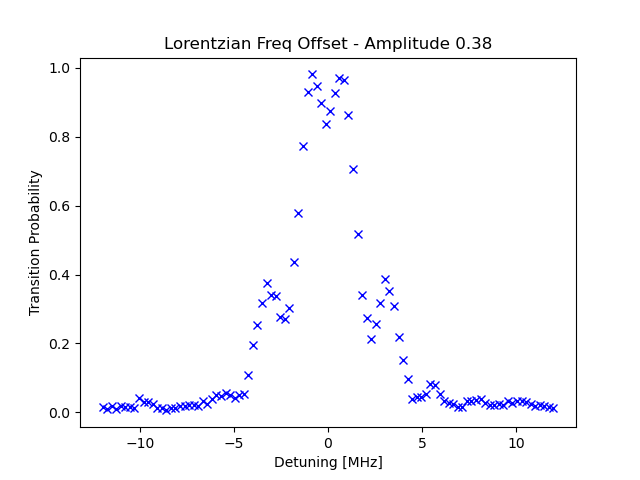 Lorentzian Freq Offset - Amplitude 0.38
Transition Probability
1.0
0.8
0.6
0.4
0.2
0.0
−10 −5 0 5 10
Detuning [MHz]